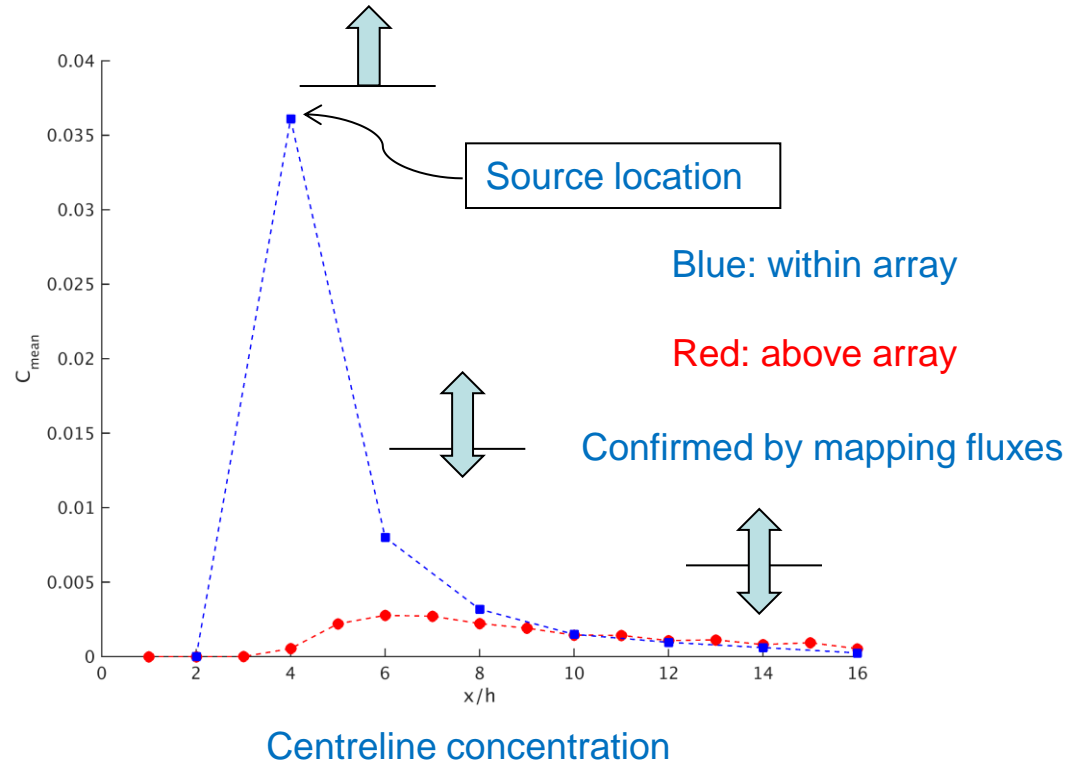 0.04
0.035
Source location
0.03
Blue: within array
0.025
Red: above array
0.02
C_mean
0.015
Confirmed by mapping fluxes
0.01
0.005
0
0 2 4 6 8 10 12 14 16
x/h
Centreline concentration